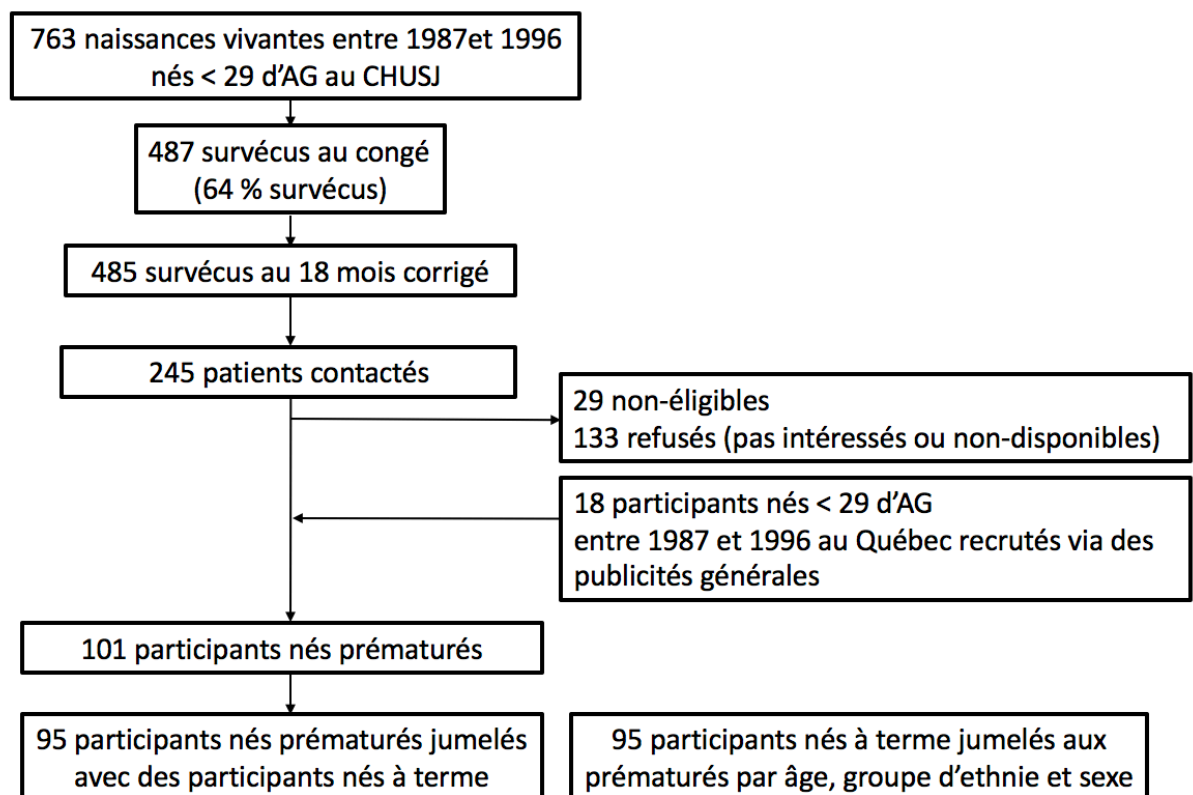 763 naissances vivantes entre 1987et 1996
nés < 29 d’AG au CHUSJ
487 survécus au congé
(64 % survécus)
485 survécus au 18 mois corrigé
245 patients contactés
29 non-éligibles
133 refusés (pas intéressés ou non-disponibles)
18 participants nés < 29 d’AG
entre 1987 et 1996 au Québec recrutés via des
publicités générales
101 participants nés prématurés
95 participants nés prématurés jumelés
avec des participants nés à terme
95 participants nés à terme jumelés aux
prématurés par âge, groupe d’ethnie et sexe